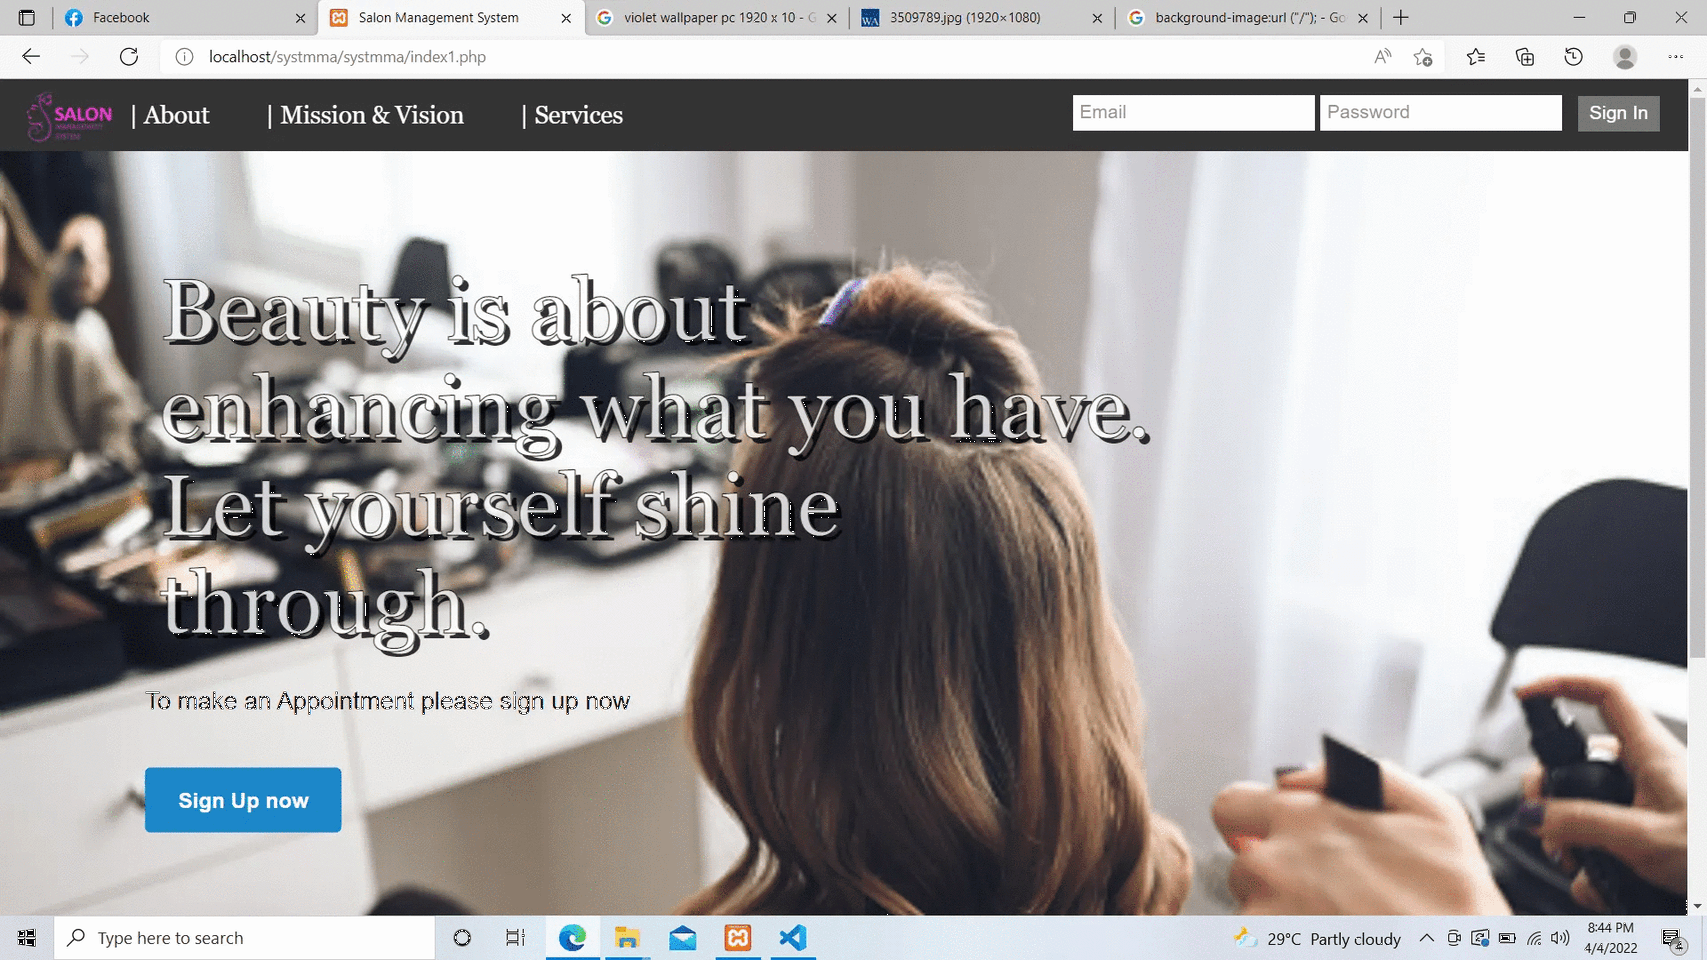 Facebook
Salon Management System
violet wallpaper pc 1920 x 10 - G
3509789.jpg (1920×1080)
background-image:url ("/"); - Go
localhost/systmma/systmma/index1.php
SALON
| About
| Mission & Vision
| Services
Email
Password
Sign In
Beauty is about
enhancing what you have.
Let yourself shine
through.
To make an Appointment please sign up now
Sign Up now
Type here to search
29°C Partly cloudy
8:44 PM
4/4/2022